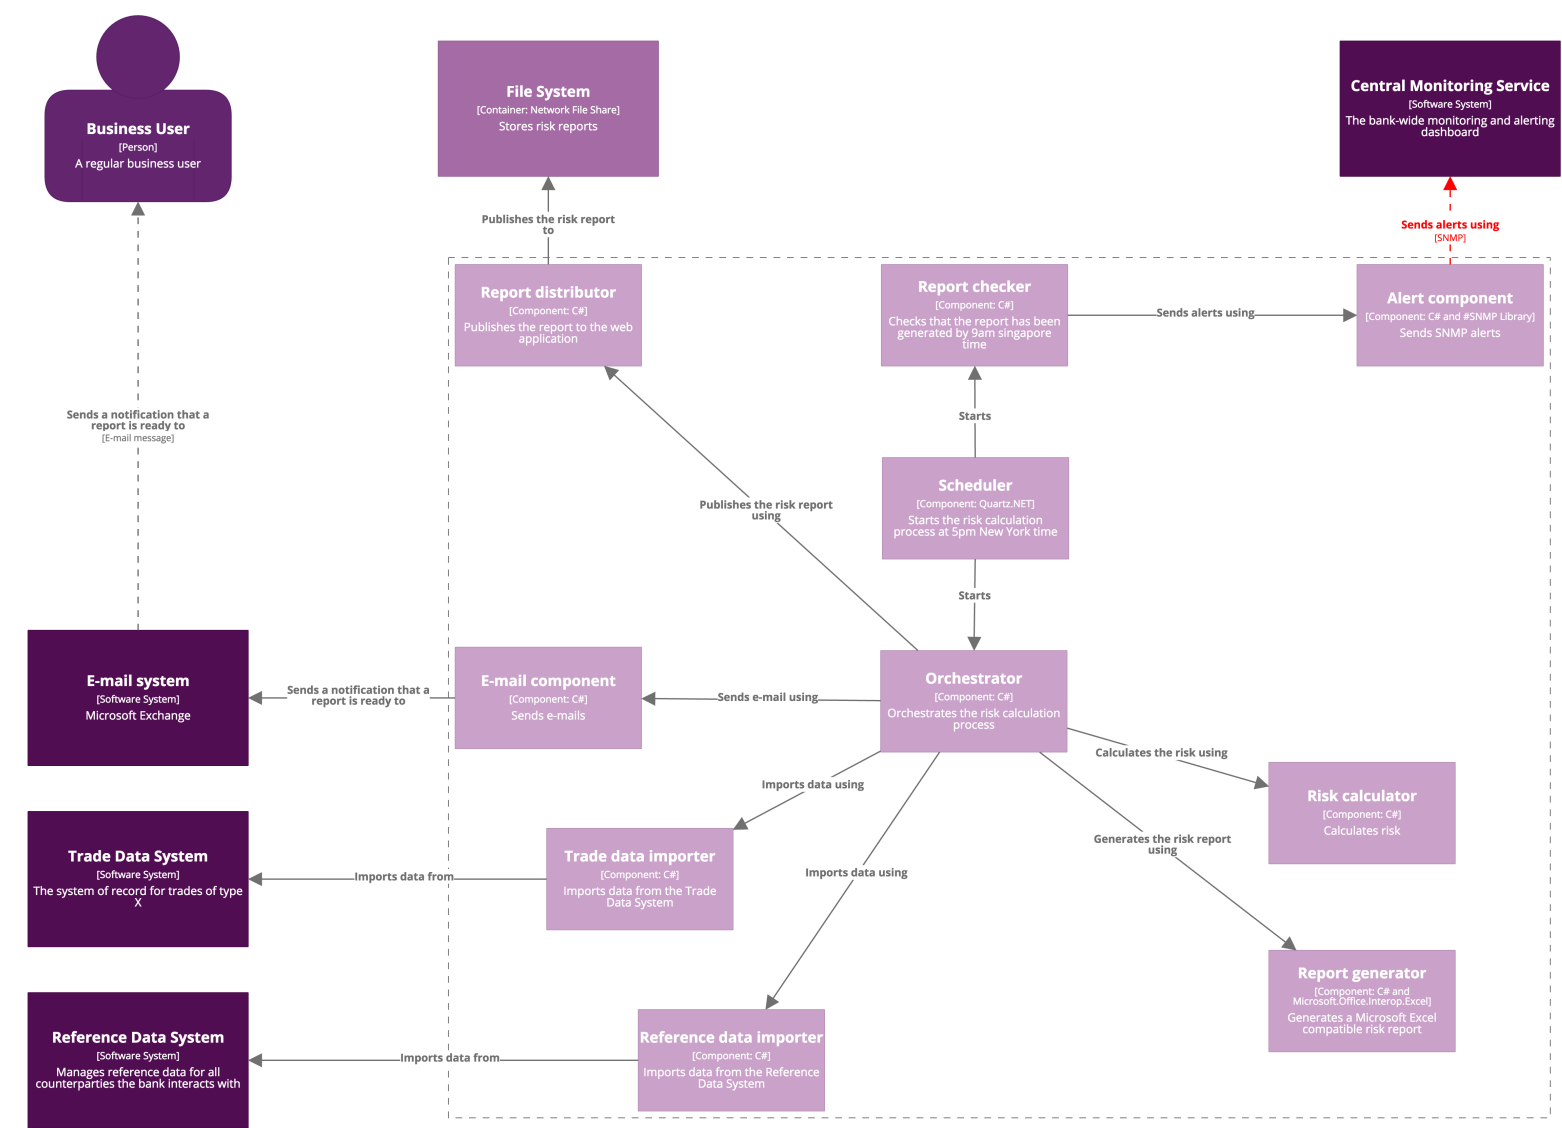 Business User
[Person]
A regular business user
File System
[Container: Network File Share]
Stores risk reports
Central Monitoring Service
[Software System]
The bank-wide monitoring and alerting
dashboard
Publishes the risk report
to
Sends alerts using
[SNMP]
Report distributor
[Component: C#]
Publishes the report to the web
application
Report checker
[Component: C#]
Checks that the report has been
generated by 9am singapore
time
Sends alerts using
Alert component
[Component: C# and #SNMP Library]
Sends SNMP alerts
Sends a notification that a
report is ready to
[E-mail message]
Starts
Publishes the risk report
using
Scheduler
[Component: Quartz.NET]
Starts the risk calculation
process at 5pm New York time
Starts
E-mail system
[Software System]
Microsoft Exchange
Sends a notification that a
report is ready to
E-mail component
[Component: C#]
Sends e-mails
Sends e-mail using
Orchestrator
[Component: C#]
Orchestrates the risk calculation
process
Calculates the risk using
Imports data using
Risk calculator
[Component: C#]
Calculates risk
Generates the risk report
using
Trade Data System
[Software System]
The system of record for trades of type
X
Imports data from
Trade data importer
[Component: C#]
Imports data from the Trade
Data System
Imports data using
Report generator
[Component: C# and
Microsoft.Office.Interop.Excel]
Generates a Microsoft Excel
compatible risk report
Reference Data System
[Software System]
Manages reference data for all
counterparties the bank interacts with
Imports data from
Reference data importer
[Component: C#]
Imports data from the Reference
Data System